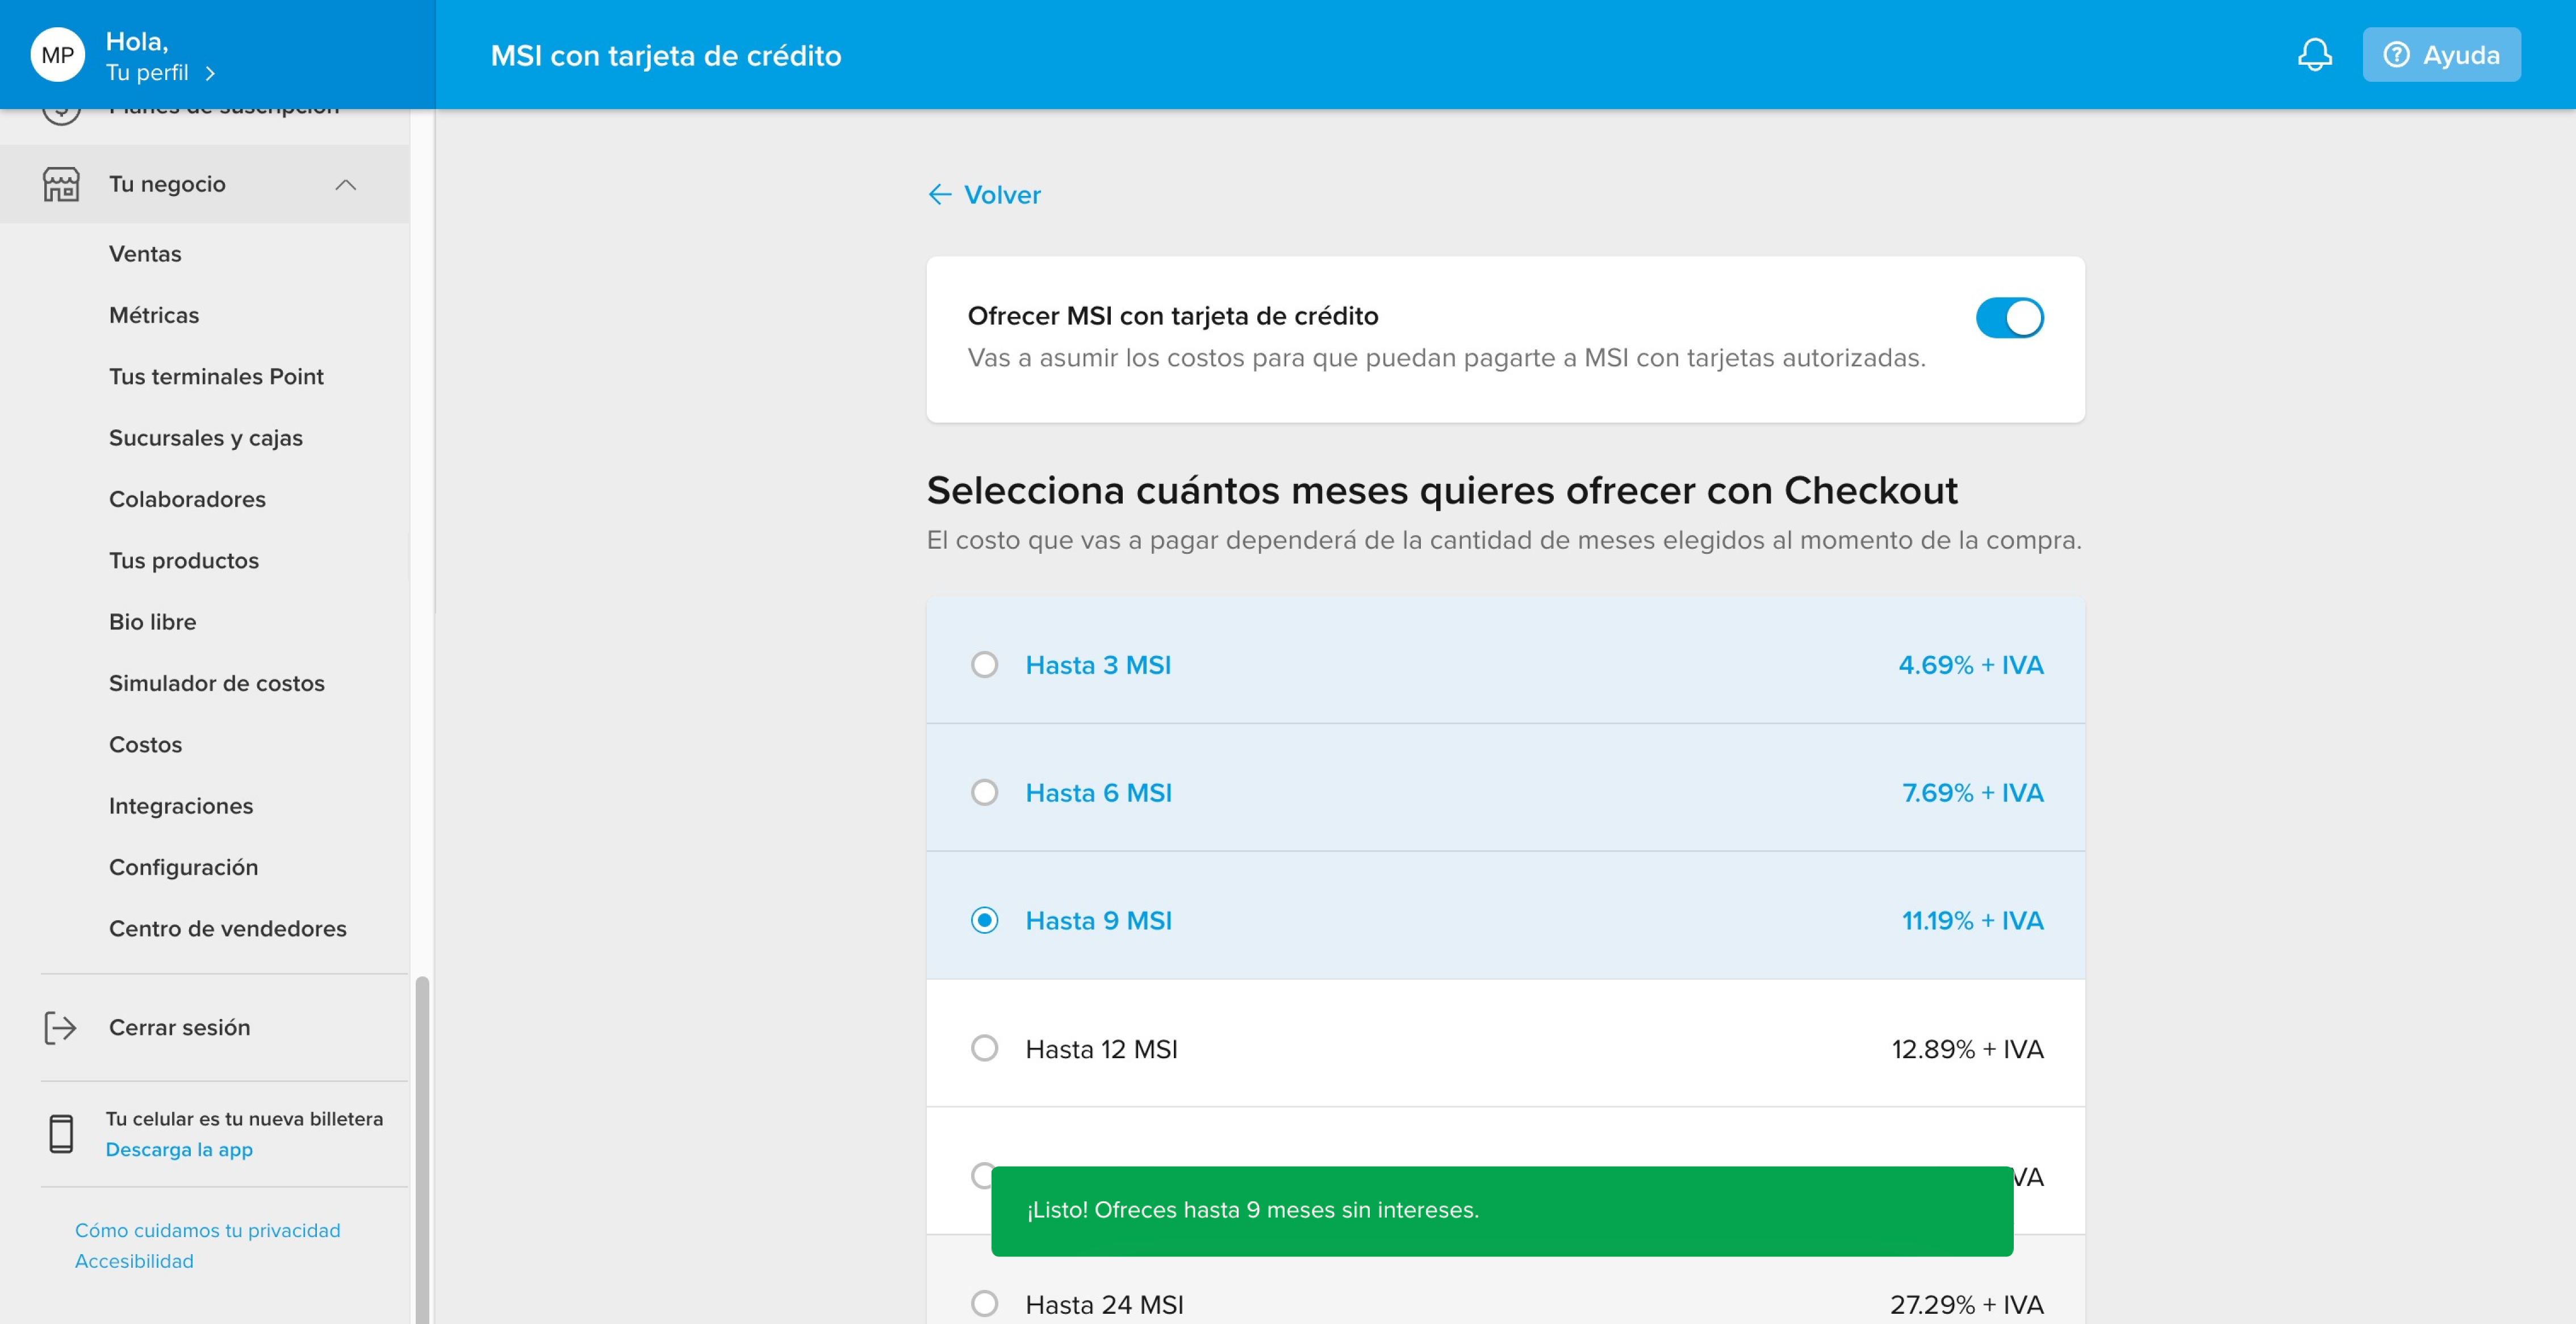 MP
Hola,
Tu perfil
MSI con tarjeta de crédito
Ayuda
Planes de suscripción
Tu negocio
Ventas
Métricas
Tus terminales Point
Sucursales y cajas
Colaboradores
Tus productos
Bio libre
Simulador de costos
Costos
Integraciones
Configuración
Centro de vendedores
Cerrar sesión
Tu celular es tu nueva billetera
Descarga la app
Cómo cuidamos tu privacidad
Accesibilidad
Volver
Ofrecer MSI con tarjeta de crédito
Vas a asumir los costos para que puedan pagarte a MSI con tarjetas autorizadas.
Selecciona cuántos meses quieres ofrecer con Checkout
El costo que vas a pagar dependerá de la cantidad de meses elegidos al momento de la compra.
Hasta 3 MSI 4.69% + IVA
Hasta 6 MSI 7.69% + IVA
Hasta 9 MSI 11.19% + IVA
Hasta 12 MSI 12.89% + IVA
¡Listo! Ofreces hasta 9 meses sin intereses.
Hasta 24 MSI 27.29% + IVA